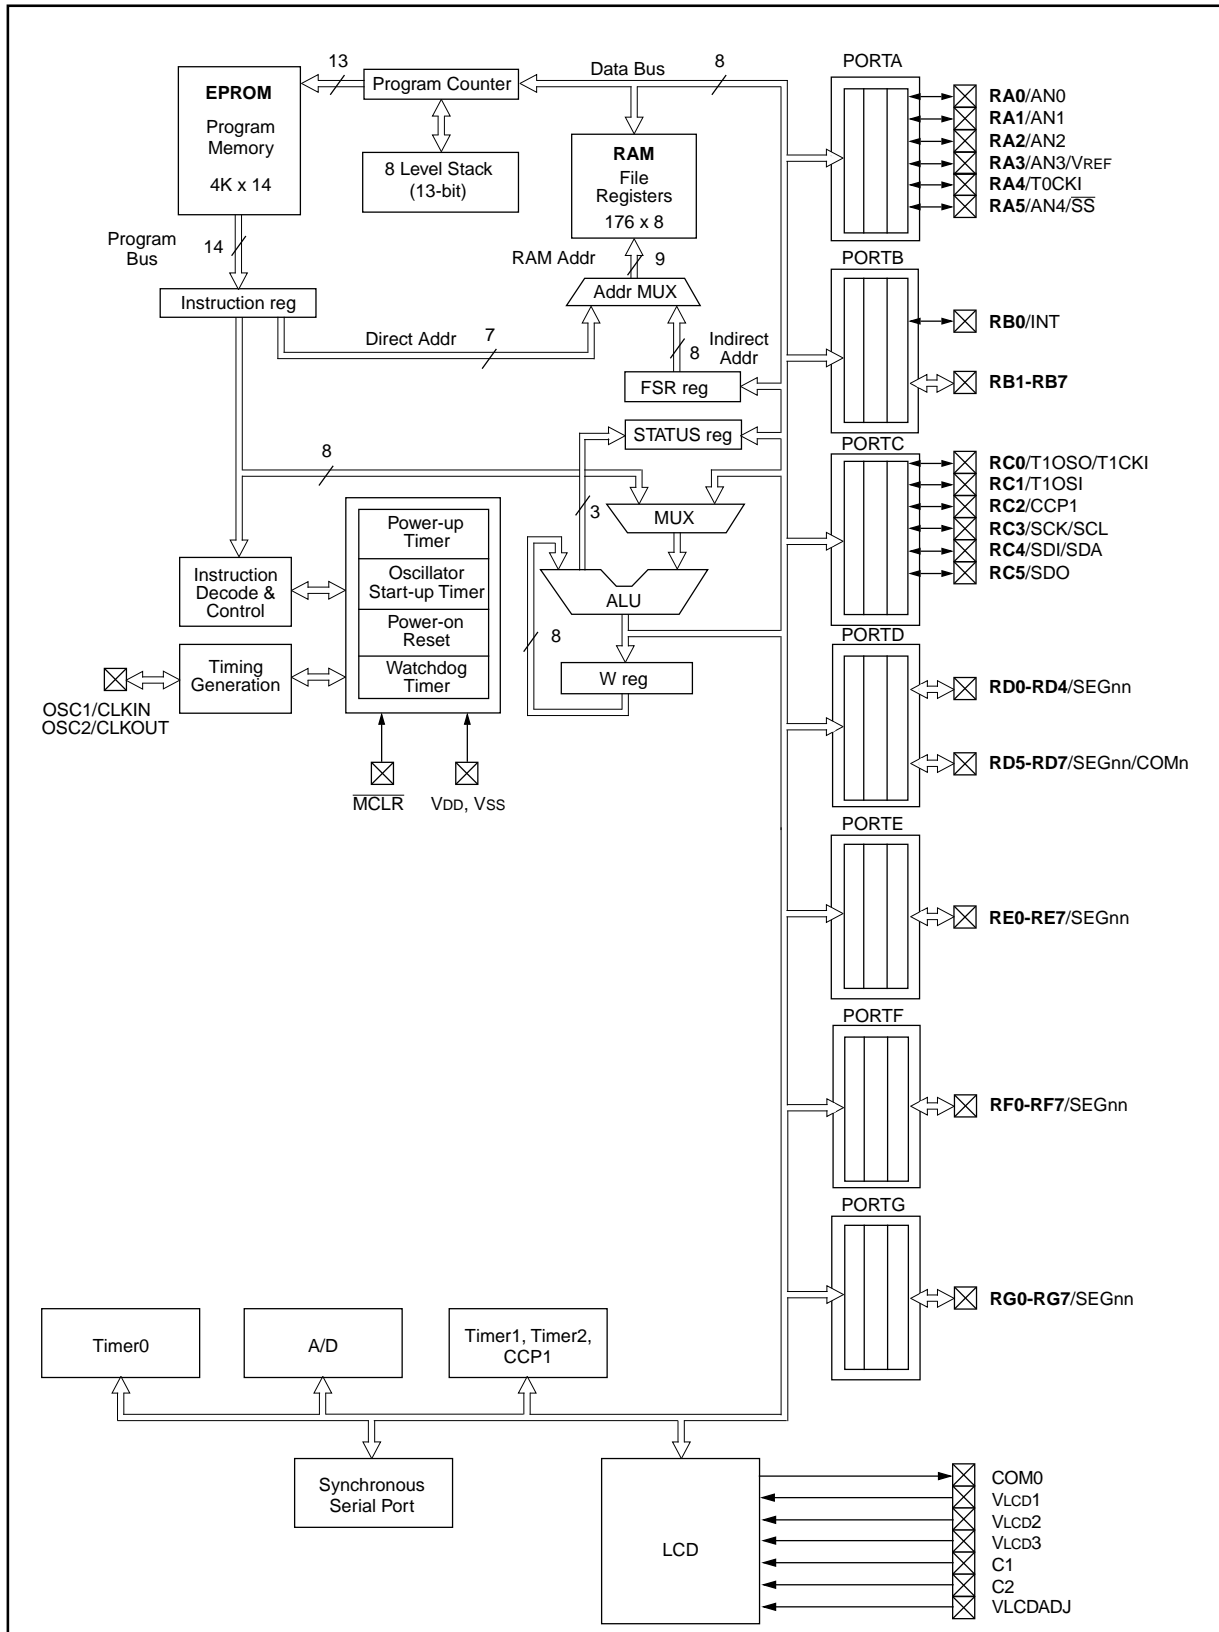 13
Data Bus
8
PORTA
EPROM
Program
Memory
4K x 14
Program Counter
8 Level Stack
(13-bit)
RAM
File
Registers
176 x 8
RA0/AN0
RA1/AN1
RA2/AN2
RA3/AN3/VREF
RA4/T0CKI
RA5/AN4/SS
Program
Bus
14
RAM Addr
9
PORTB
Instruction reg
Addr MUX
Direct Addr
7
8
Indirect
Addr
RB0/INT
RB1-RB7
FSR reg
STATUS reg
PORTC
8
3
MUX
RC0/T1OSO/T1CKI
RC1/T1OSI
RC2/CCP1
RC3/SCK/SCL
RC4/SDI/SDA
RC5/SDO
Power-up
Timer
Oscillator
Start-up Timer
Power-on
Reset
Watchdog
Timer
Instruction
Decode &
Control
ALU
8
W reg
PORTD
Timing
Generation
OSC1/CLKIN
OSC2/CLKOUT
MCLR
VDD, VSS
RD0-RD4/SEGnn
RD5-RD7/SEGnn/COMn
PORTE
RE0-RE7/SEGnn
PORTF
RF0-RF7/SEGnn
PORTG
RG0-RG7/SEGnn
Timer0
A/D
Timer1, Timer2,
CCP1
Synchronous
Serial Port
LCD
COM0
VLCD1
VLCD2
VLCD3
C1
C2
VLCDADJ